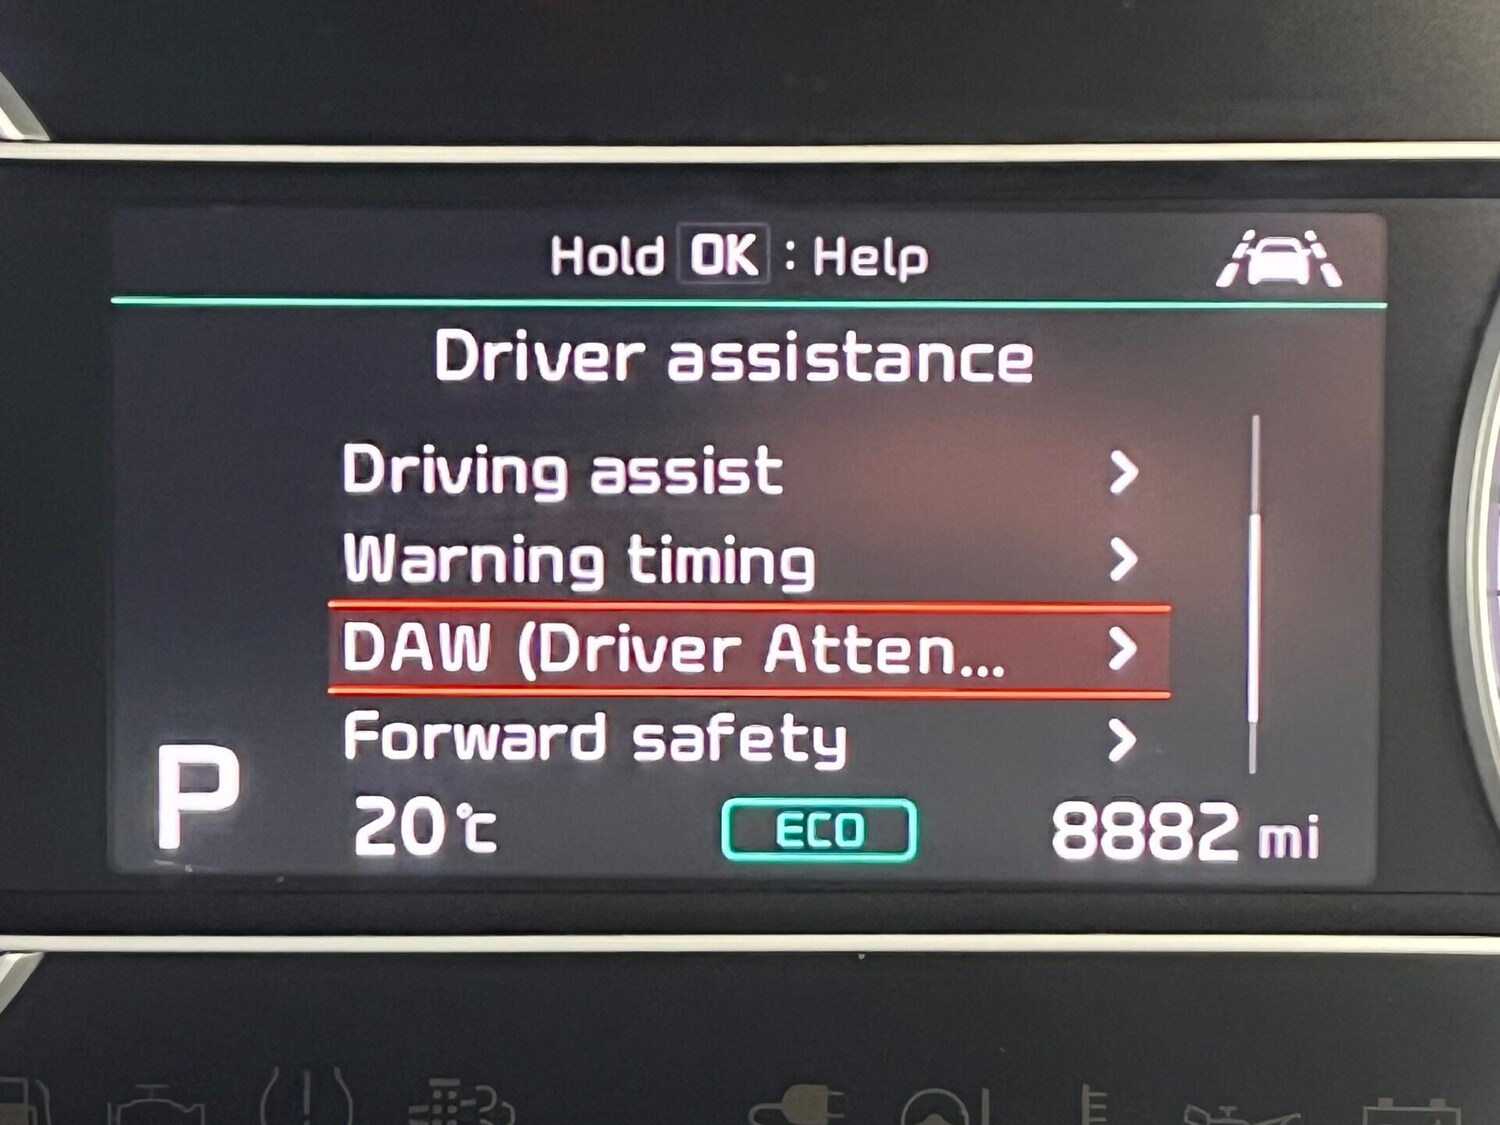 Hold OK : Help
Driver assistance
Driving assist
Warning timing
DAW (Driver Atten...
Forward safety
P
20℃ ECO 8882 mi